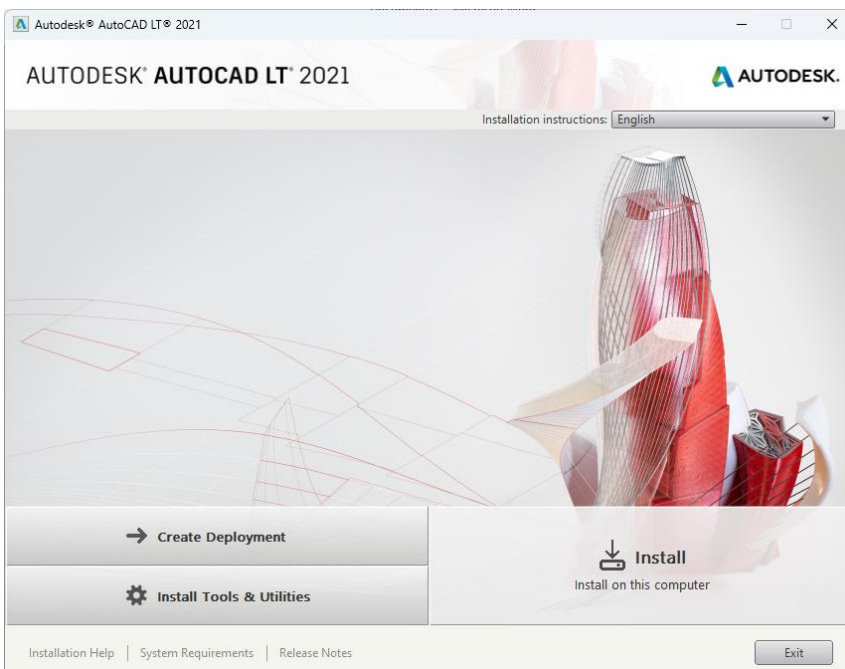 Autodesk® AutoCAD LT® 2021
AUTODESK® AUTOCAD LT® 2021
AUTODESK.
Installation instructions: English
Create Deployment
Install
Install on this computer
Install Tools & Utilities
Installation Help | System Requirements | Release Notes
Exit